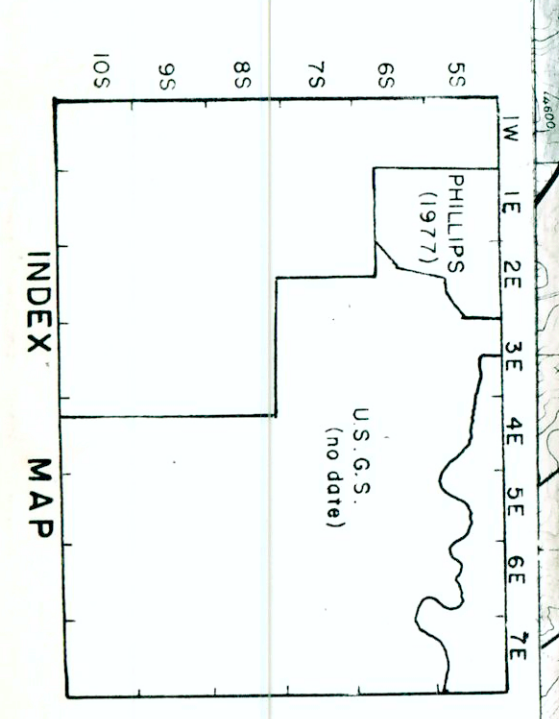 1W 1E 2E 3E 4E 5E 6E 7E
5S
6S
7S
8S
9S
10S
PHILLIPS
(1977)
U.S.G.S.
(no date)
INDEX MAP